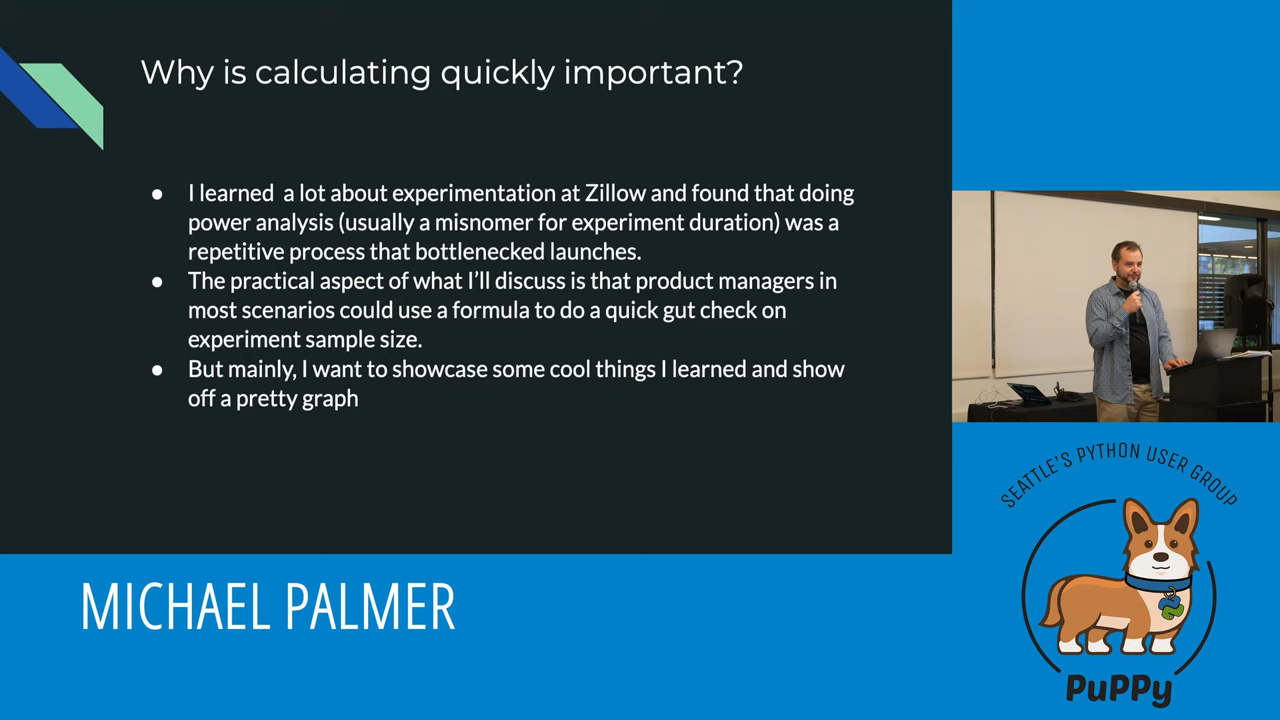 Why is calculating quickly important?
● I learned  a lot about experimentation at Zillow and found that doing
power analysis (usually a misnomer for experiment duration) was a
repetitive process that bottlenecked launches.
● The practical aspect of what I'll discuss is that product managers in
most scenarios could use a formula to do a quick gut check on
experiment sample size.
● But mainly, I want to showcase some cool things I learned and show
off a pretty graph
MICHAEL PALMER
SEATTLE'S PYTHON USER GROUP
PuPPy